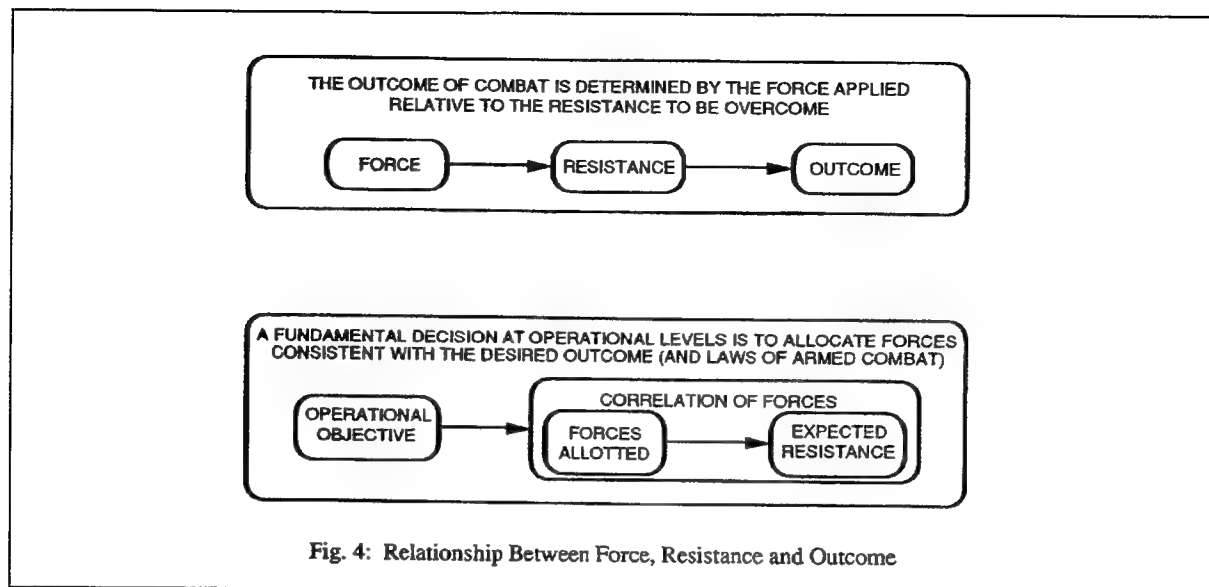 THE OUTCOME OF COMBAT IS DETERMINED BY THE FORCE APPLIED
RELATIVE TO THE RESISTANCE TO BE OVERCOME
FORCE
RESISTANCE
OUTCOME
A FUNDAMENTAL DECISION AT OPERATIONAL LEVELS IS TO ALLOCATE FORCES
CONSISTENT WITH THE DESIRED OUTCOME (AND LAWS OF ARMED COMBAT)
CORRELATION OF FORCES
OPERATIONAL
OBJECTIVE
FORCES
ALLOTTED
EXPECTED
RESISTANCE
Fig. 4: Relationship Between Force, Resistance and Outcome